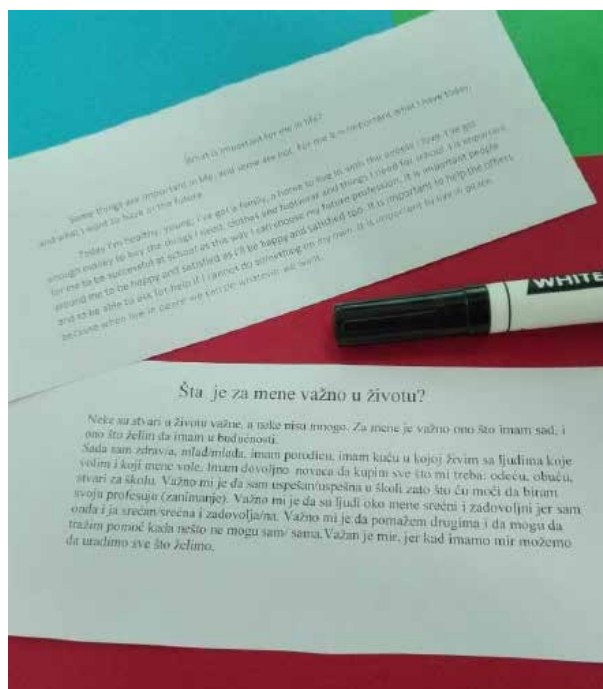 What is important for me in life?
Some things are important in life, and some are not. For me it is important, what I have today,
and what I want to have in the future.
Today I'm healthy, young, I've got a family, a home to live in with the people I love. I've got
enough money to buy the things I need, clothes and footwear and things I need for school. I is important
for me to be successful at school as this way I can choose my future profession. It is important people
around me to be happy and satisfied as I'll be happy and satisfied too. It is important to help the others
and to be able to ask for help if I cannot do something on my own. It is important to live in peace
because when live in peace we can do whatever we want.
WHITE
Šta je za mene važno u životu?
Neke su stvari u životu važne, a neke nisu mnogo. Za mene je važno ono što imam sad, i
ono što želim da imam u budućnosti.
Sada sam zdrav/a, mlad/mlada, imam porodicu, imam kuću u kojoj živim sa ljudima koje
volim i koji mene vole. Imam dovoljno novaca da kupim sve što mi treba: odeću, obuću,
stvari za školu. Važno mi je da sam uspešan/uspešna u školi zato što ću moći da biram
svoju profesuju (zanimanje). Važno mi je da su ljudi oko mene srećni i zadovoljni jer sam
onda i ja srećan/srećna i zadovolja/na. Važno mi je da pomažem drugima i da mogu da
tražim pomoć kada nešto ne mogu sam/ sama.Važan je mir, jer kad imamo mir možemo
da uradimo sve što želimo.